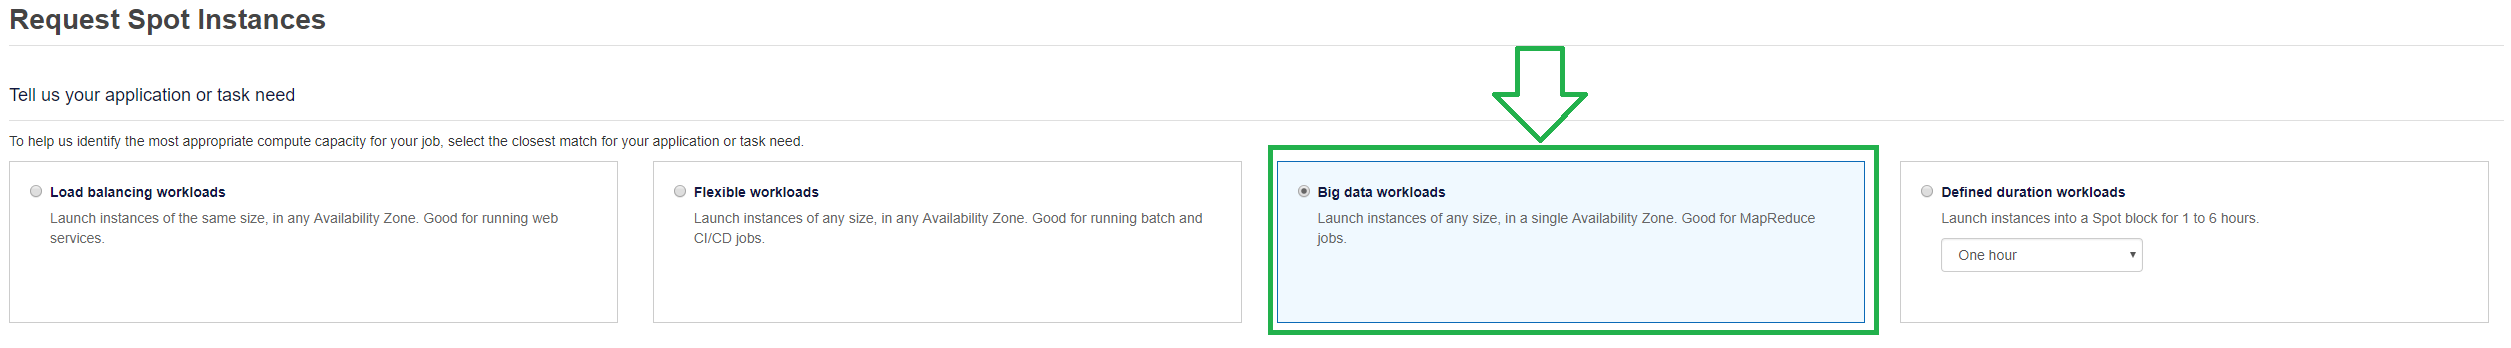 Request Spot Instances
Tell us your application or task need
To help us identify the most appropriate compute capacity for your job, select the closest match for your application or task need.
Load balancing workloads
Launch instances of the same size, in any Availability Zone. Good for running web
services.
Flexible workloads
Launch instances of any size, in any Availability Zone. Good for running batch and
CI/CD jobs.
Big data workloads
Launch instances of any size, in a single Availability Zone. Good for MapReduce
jobs.
Defined duration workloads
Launch instances into a Spot block for 1 to 6 hours.
One hour